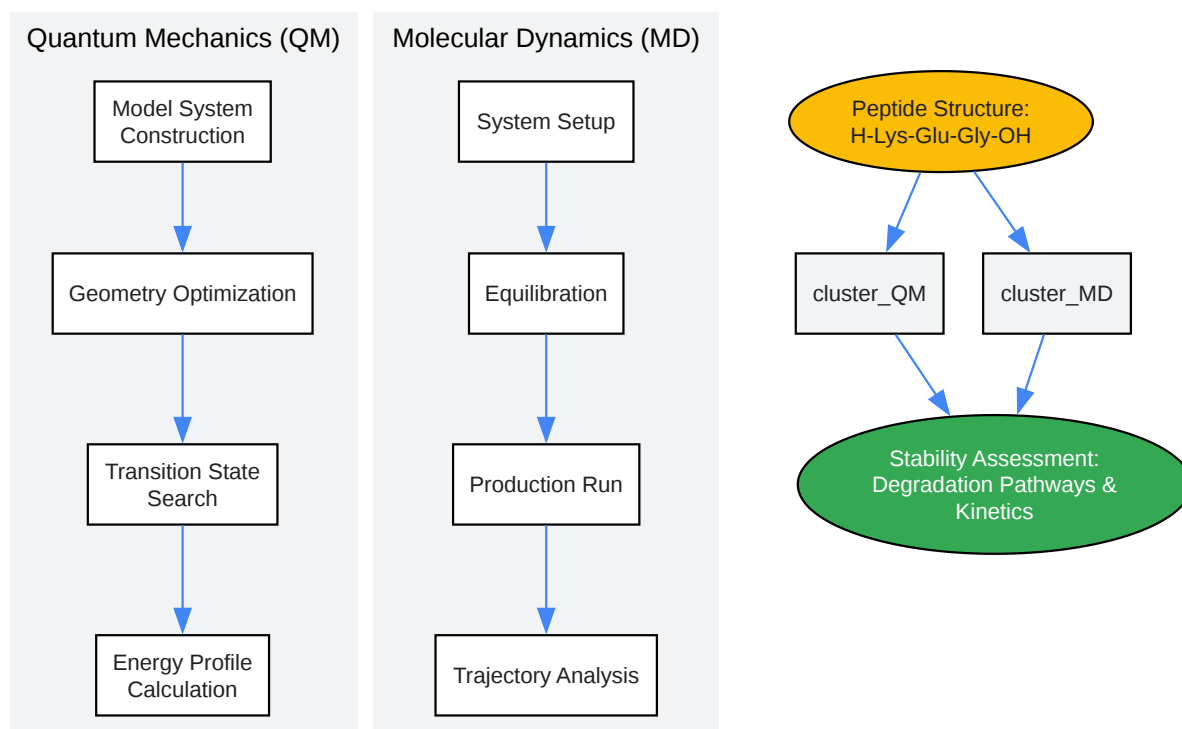 Quantum Mechanics (QM)
Model System
Construction
Geometry Optimization
Transition State
Search
Energy Profile
Calculation
Molecular Dynamics (MD)
System Setup
Equilibration
Production Run
Trajectory Analysis
Peptide Structure:
H-Lys-Glu-Gly-OH
cluster_QM
cluster_MD
Stability Assessment:
Degradation Pathways &
Kinetics